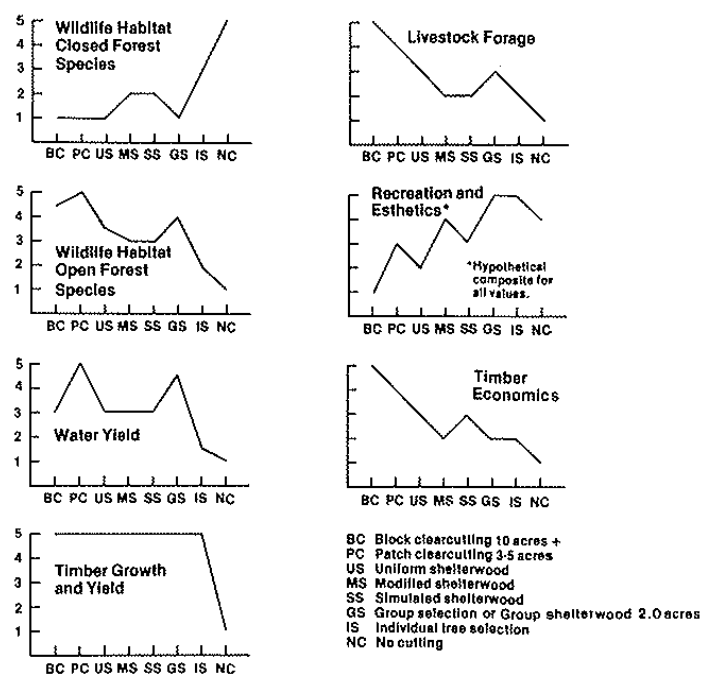 Wildlife Habitat
Closed Forest
Species
5
4
3
2
1
BC PC US MS SS GS IS NC
Livestock Forage
BC PC US MS SS GS IS NC
Wildlife Habitat
Open Forest
Species
5
4
3
2
1
BC PC US MS SS GS IS NC
Recreation and
Esthetics*
*Hypothetical
composite for
all values.
BC PC US MS SS GS IS NC
Water Yield
5
4
3
2
1
BC PC US MS SS GS IS NC
Timber
Economics
BC PC US MS SS GS IS NC
Timber Growth
and Yield
5
4
3
2
1
BC PC US MS SS GS IS NC
BC Block clearcutting 10 acres +
PC Patch clearcutting 3-5 acres
US Uniform shelterwood
MS Modified shelterwood
SS Simulated shelterwood
GS Group selection or Group shelterwood 2.0 acres
IS Individual tree selection
NC No cutting